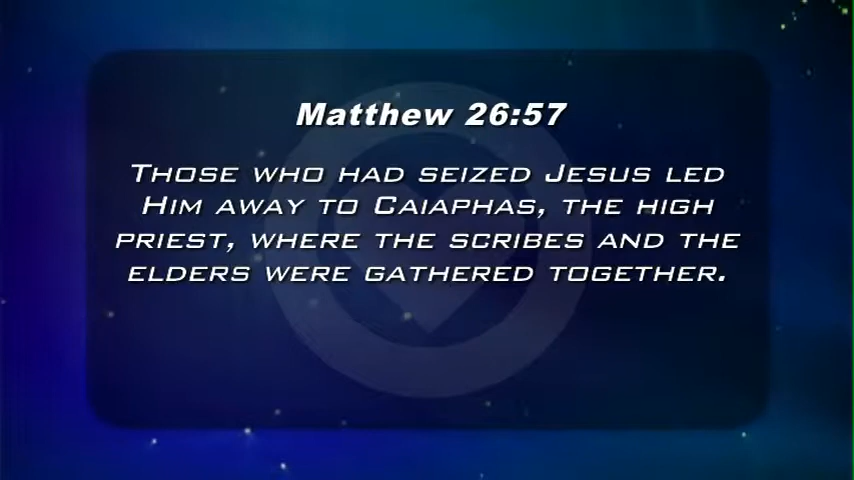 Matthew 26:57
Those who had seized Jesus led
Him away to Caiaphas, the high
priest, where the scribes and the
elders were gathered together.